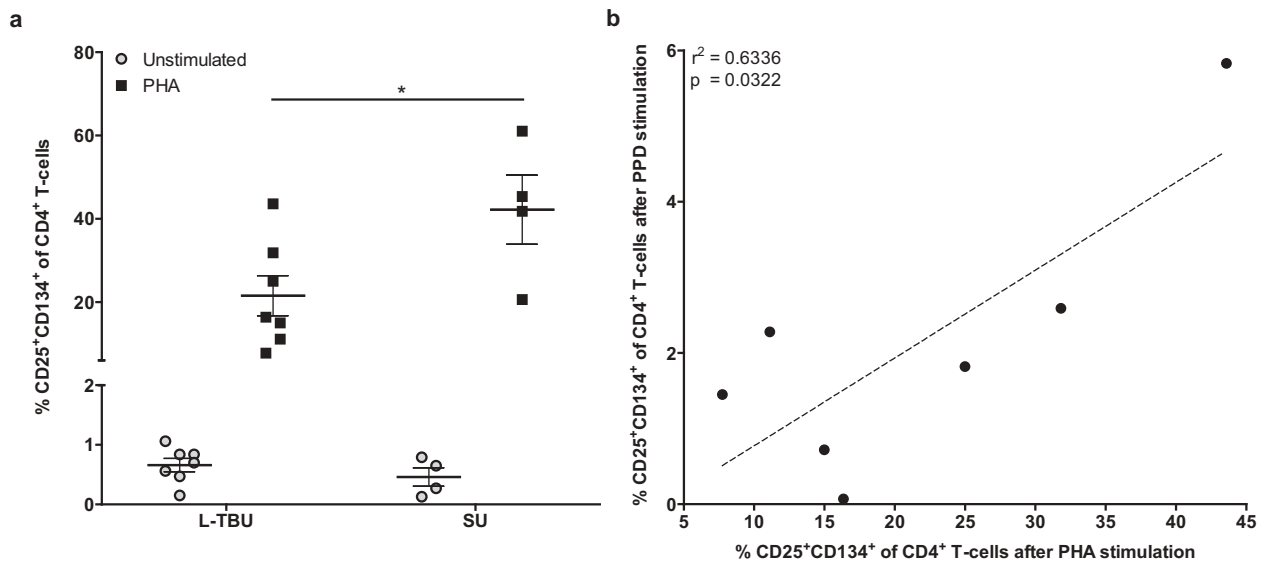 a
80
60
40
20
2
1
0
% CD25⁺CD134⁺ of CD4⁺ T-cells
Unstimulated
PHA
*
L-TBU
SU
b
6
4
2
0
% CD25⁺CD134⁺ of CD4⁺ T-cells after PPD stimulation
r² = 0.6336
p = 0.0322
5 10 15 20 25 30 35 40 45
% CD25⁺CD134⁺ of CD4⁺ T-cells after PHA stimulation